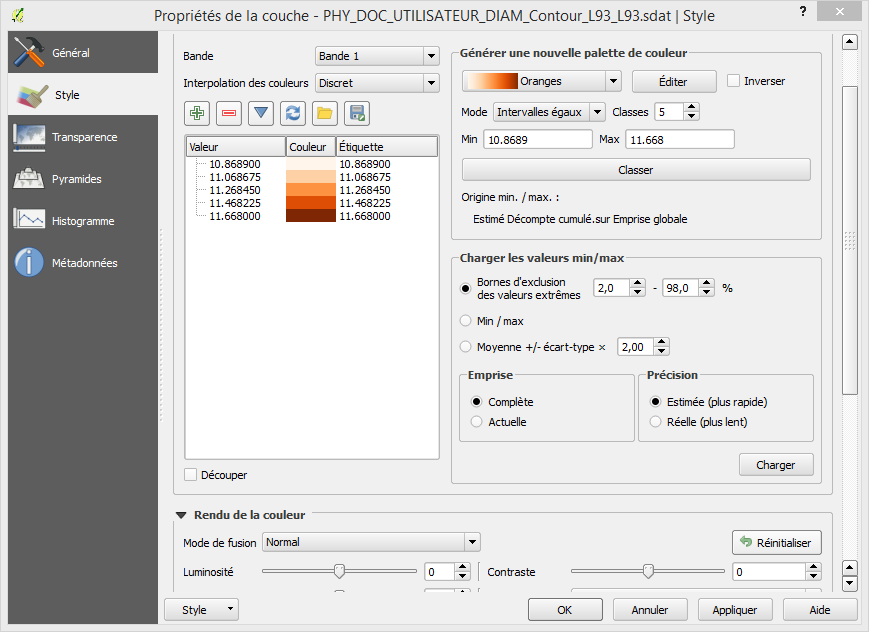 Propriétés de la couche - PHY_DOC_UTILISATEUR_DIAM_Contour_L93_L93.sdat | Style
?
Général
Style
Transparence
Pyramides
Histogramme
Métadonnées
Bande
Bande 1
Interpolation des couleurs
Discret
Valeur Couleur Étiquette
10.868900 10.868900
11.068675 11.068675
11.268450 11.268450
11.468225 11.468225
11.668000 11.668000
Découper
Générer une nouvelle palette de couleur
Oranges
Éditer
Inverser
Mode Intervalles égaux Classes 5
Min 10.8689 Max 11.668
Classer
Origine min. / max. :
Estimé Décompte cumulé.sur Emprise globale
Charger les valeurs min/max
Bornes d'exclusion
des valeurs extrêmes
2,0 - 98,0 %
Min / max
Moyenne +/- écart-type × 2,00
Emprise
Complète
Actuelle
Précision
Estimée (plus rapide)
Réelle (plus lent)
Charger
Rendu de la couleur
Mode de fusion Normal
Réinitialiser
Luminosité 0
Contraste 0
Style
OK
Annuler
Appliquer
Aide